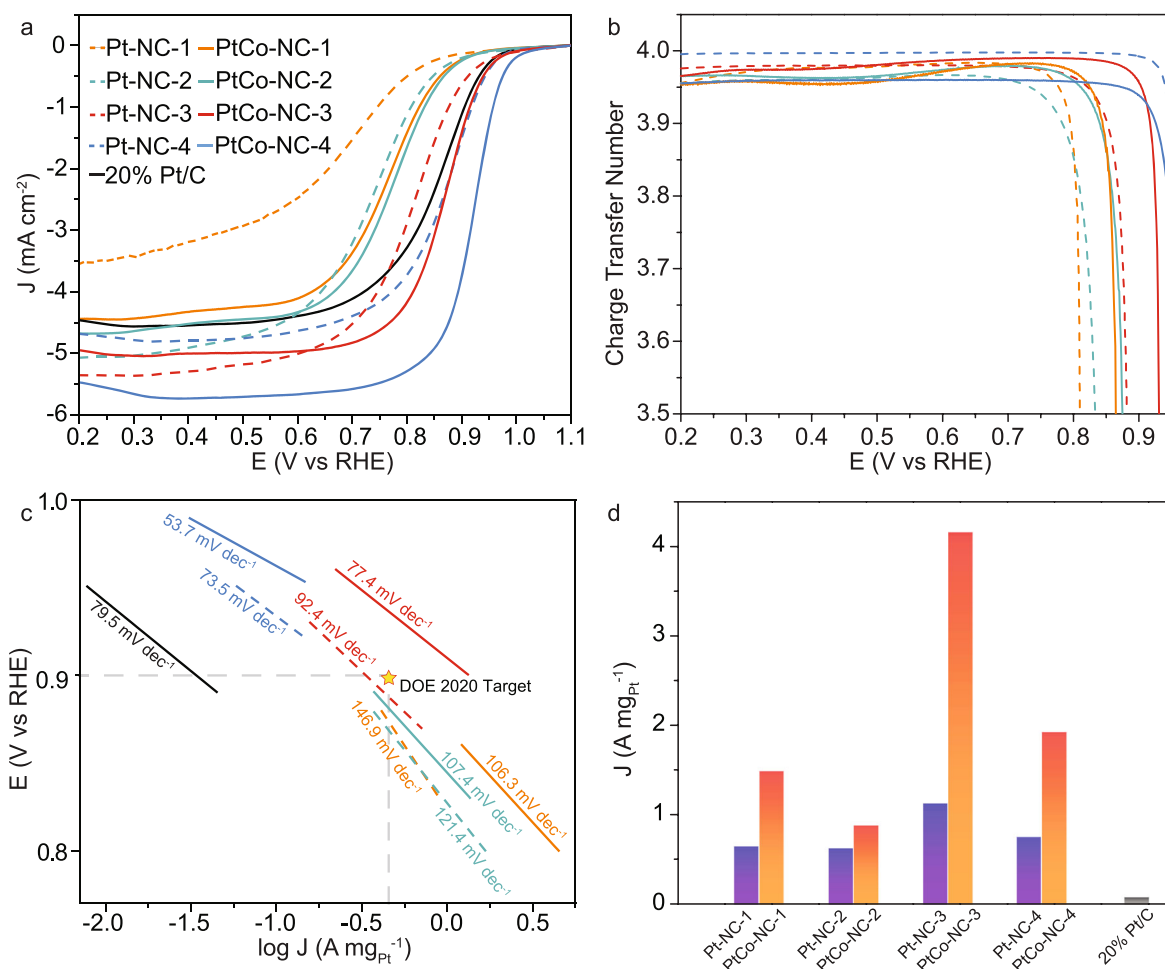 a
0
-1
-2
-3
-4
-5
-6
J (mA cm⁻²)
Pt-NC-1 PtCo-NC-1
Pt-NC-2 PtCo-NC-2
Pt-NC-3 PtCo-NC-3
Pt-NC-4 PtCo-NC-4
20% Pt/C
0.2 0.3 0.4 0.5 0.6 0.7 0.8 0.9 1.0 1.1
E (V vs RHE)
b
4.0
3.9
3.8
3.7
3.6
3.5
Charge Transfer Number
0.2 0.3 0.4 0.5 0.6 0.7 0.8 0.9
E (V vs RHE)
c
1.0
0.9
0.8
E (V vs RHE)
53.7 mV dec⁻¹
73.5 mV dec⁻¹
79.5 mV dec⁻¹
92.4 mV dec⁻¹
77.4 mV dec⁻¹
DOE 2020 Target
146.9 mV dec⁻¹
107.4 mV dec⁻¹
121.4 mV dec⁻¹
106.3 mV dec⁻¹
-2.0 -1.5 -1.0 -0.5 0.0 0.5
log J (A mgPt⁻¹)
d
4
3
2
1
0
J (A mgPt⁻¹)
Pt-NC-1
PtCo-NC-1
Pt-NC-2
PtCo-NC-2
Pt-NC-3
PtCo-NC-3
Pt-NC-4
PtCo-NC-4
20% Pt/C